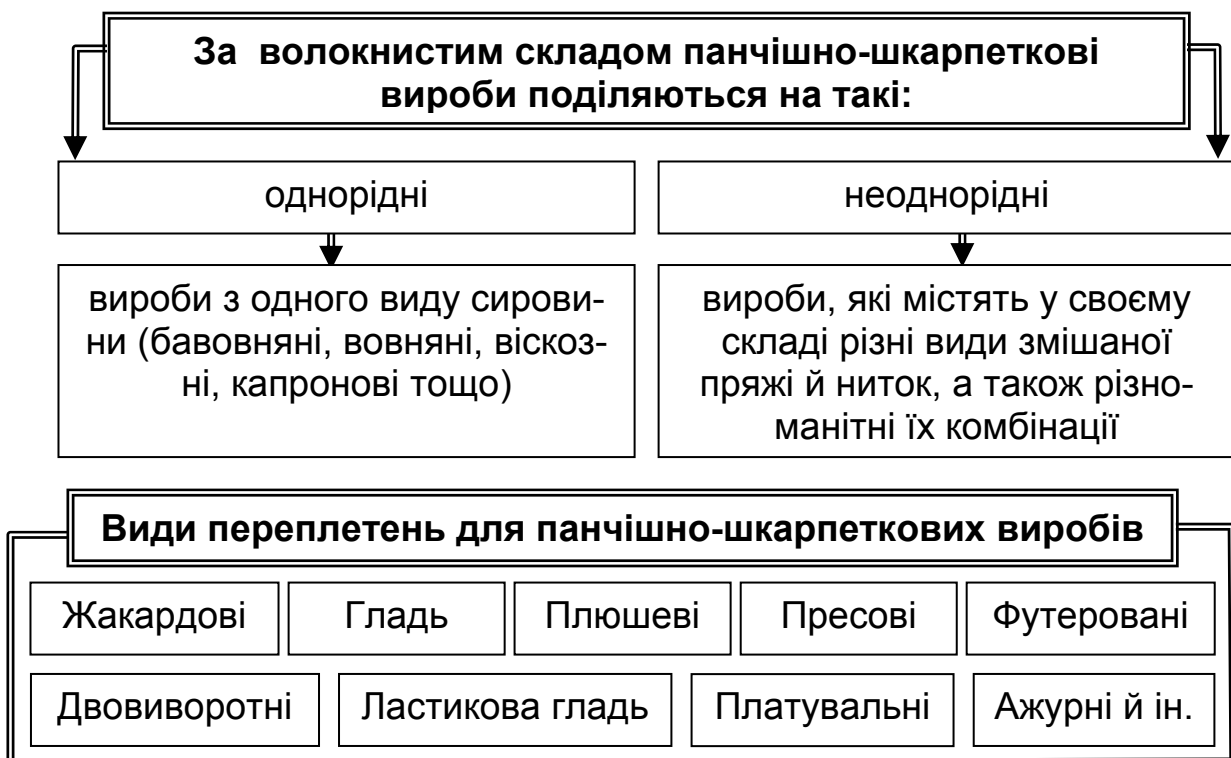 За волокнистим складом панчішно-шкарпеткові
вироби поділяються на такі:
однорідні
неоднорідні
вироби з одного виду сирови-
ни (бавовняні, вовняні, віскоз-
ні, капронові тощо)
вироби, які містять у своєму
складі різні види змішаної
пряжі й ниток, а також різно-
манітні їх комбінації
Види переплетень для панчішно-шкарпеткових виробів
Жакардові
Гладь
Плюшеві
Пресові
Футеровані
Двовиворотні
Ластикова гладь
Платувальні
Ажурні й ін.